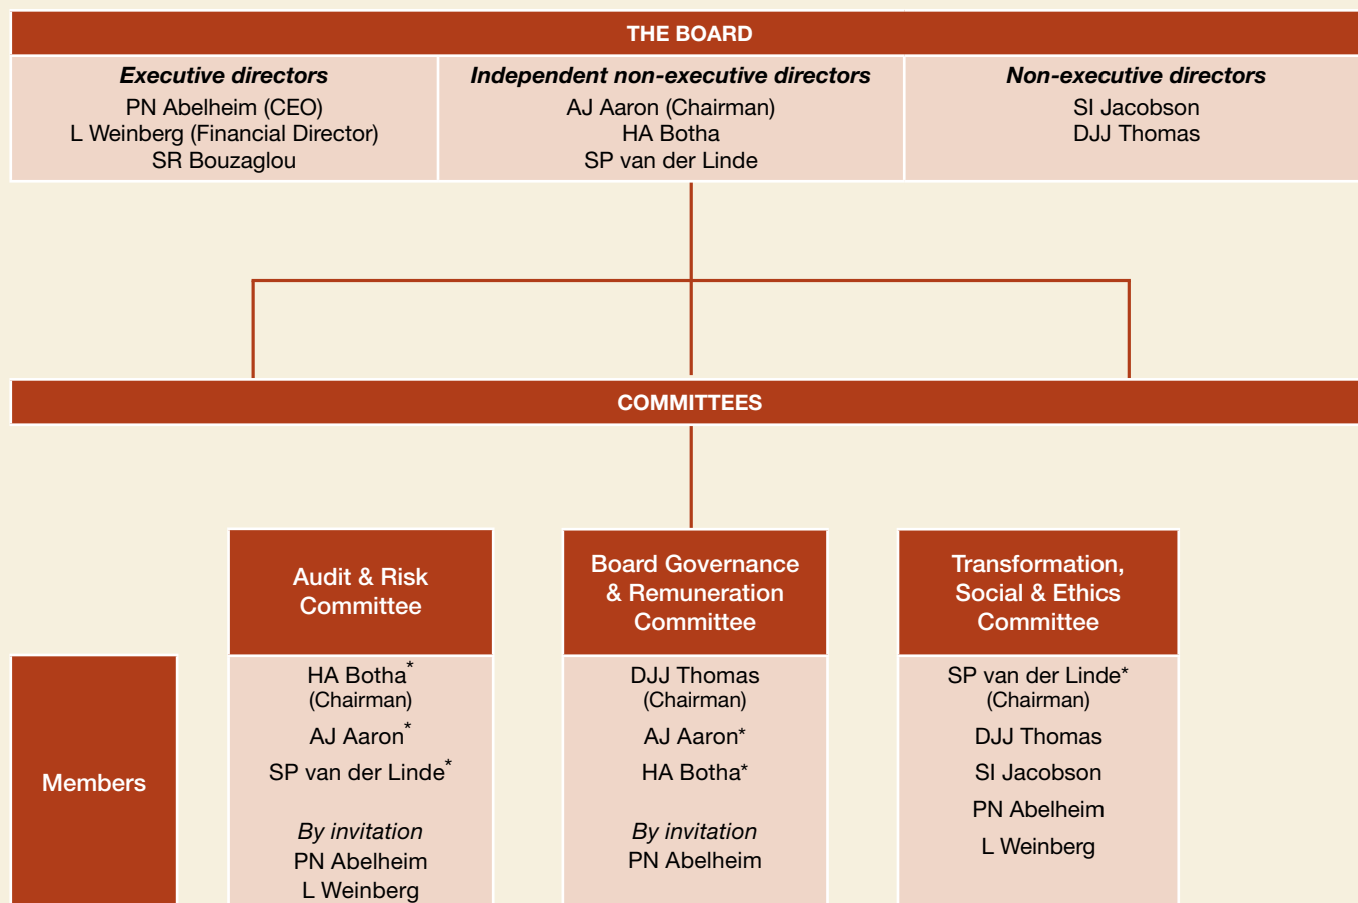 THE BOARD
Executive directors
PN Abelheim (CEO)
L Weinberg (Financial Director)
SR Bouzaglou
Independent non-executive directors
AJ Aaron (Chairman)
HA Botha
SP van der Linde
Non-executive directors
SI Jacobson
DJJ Thomas
COMMITTEES
Audit & Risk
Committee
Board Governance
& Remuneration
Committee
Transformation,
Social & Ethics
Committee
Members
HA Botha*
(Chairman)
AJ Aaron*
SP van der Linde*
By invitation
PN Abelheim
L Weinberg
DJJ Thomas
(Chairman)
AJ Aaron*
HA Botha*
By invitation
PN Abelheim
SP van der Linde*
(Chairman)
DJJ Thomas
SI Jacobson
PN Abelheim
L Weinberg